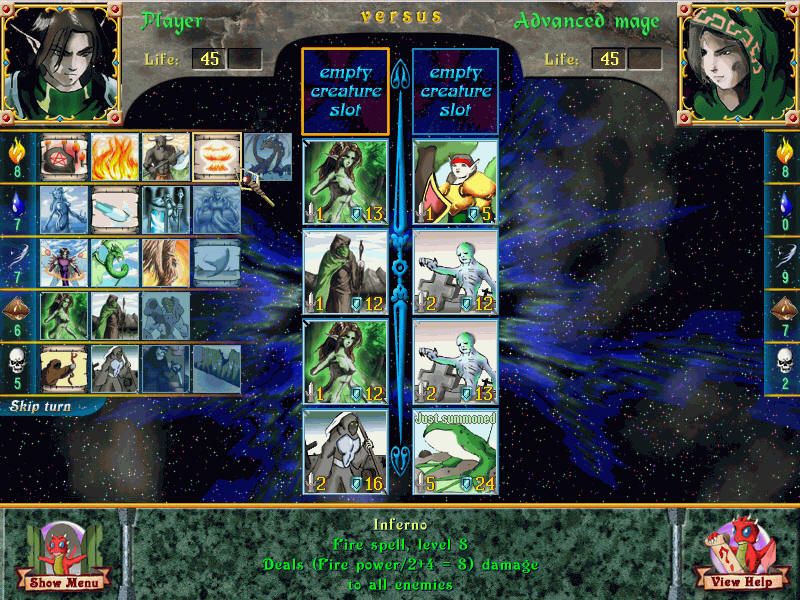 Player
versus
Advanced mage
Life: 45
Life: 45
empty creature slot
empty creature slot
8
8
1 13
1 5
7
0
7
9
1 12
2 12
6
7
1 12
2 13
5
2
Skip turn
Just summoned
2 16
5 24
Inferno
Fire spell, level 8
Deals (Fire power/2+4 = 8) damage
to all enemies
Show Menu
View Help